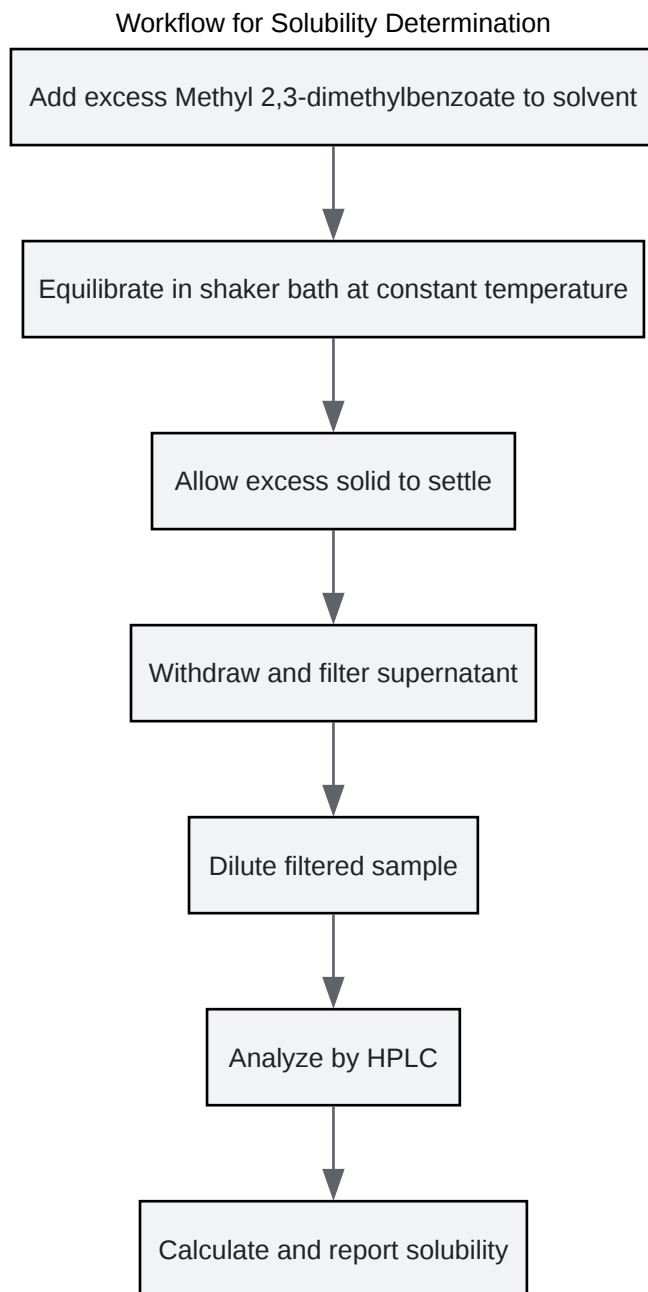 Workflow for Solubility Determination
Add excess Methyl 2,3-dimethylbenzoate to solvent
Equilibrate in shaker bath at constant temperature
Allow excess solid to settle
Withdraw and filter supernatant
Dilute filtered sample
Analyze by HPLC
Calculate and report solubility